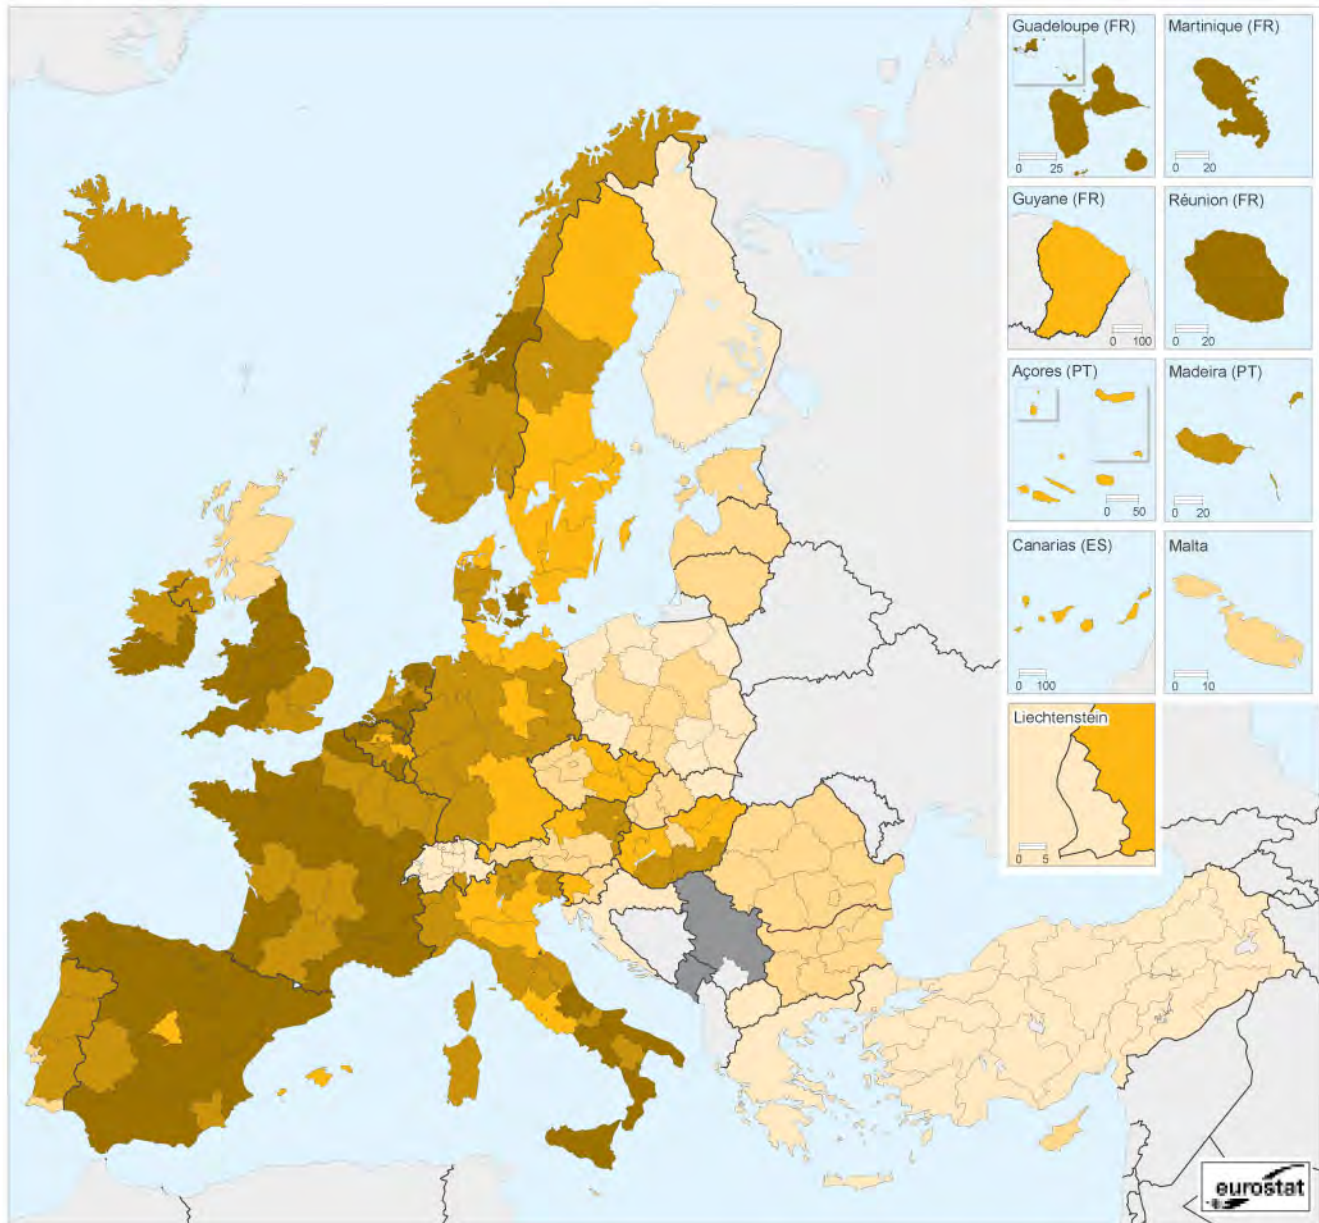 Guadeloupe (FR)
0 25
Martinique (FR)
0 20
Guyane (FR)
0 100
Réunion (FR)
0 20
Açores (PT)
0 50
Madeira (PT)
0 20
Canarias (ES)
0 100
Malta
0 10
Liechtenstein
0 5
eurostat